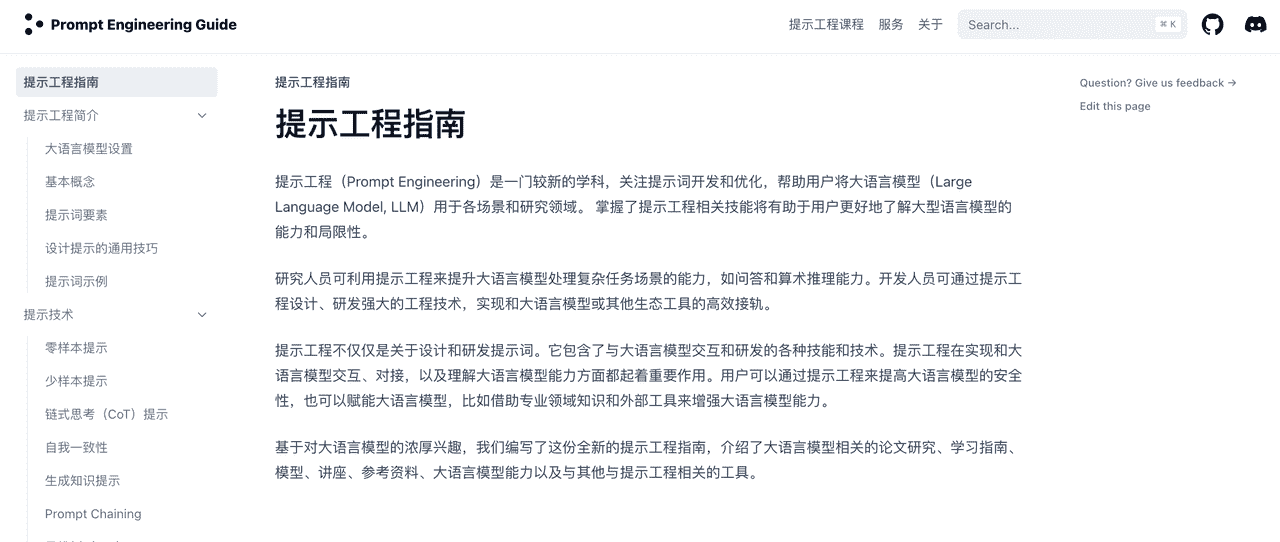 Prompt Engineering Guide
提示工程课程
服务
关于
Search...
⌘ K
提示工程指南
提示工程简介
大语言模型设置
基本概念
提示词要素
设计提示的通用技巧
提示词示例
提示技术
零样本提示
少样本提示
链式思考（CoT）提示
自我一致性
生成知识提示
Prompt Chaining
提示工程指南
提示工程指南
提示工程（Prompt Engineering）是一门较新的学科，关注提示词开发和优化，帮助用户将大语言模型（Large
Language Model, LLM）用于各场景和研究领域。 掌握了提示工程相关技能将有助于用户更好地了解大型语言模型的
能力和局限性。
研究人员可利用提示工程来提升大语言模型处理复杂任务场景的能力，如问答和算术推理能力。开发人员可通过提示工
程设计、研发强大的工程技术，实现和大语言模型或其他生态工具的高效接轨。
提示工程不仅仅是关于设计和研发提示词。它包含了与大语言模型交互和研发的各种技能和技术。提示工程在实现和大
语言模型交互、对接，以及理解大语言模型能力方面都起着重要作用。用户可以通过提示工程来提高大语言模型的安全
性，也可以赋能大语言模型，比如借助专业领域知识和外部工具来增强大语言模型能力。
基于对大语言模型的浓厚兴趣，我们编写了这份全新的提示工程指南，介绍了大语言模型相关的论文研究、学习指南、
模型、讲座、参考资料、大语言模型能力以及与其他与提示工程相关的工具。
Question? Give us feedback →
Edit this page